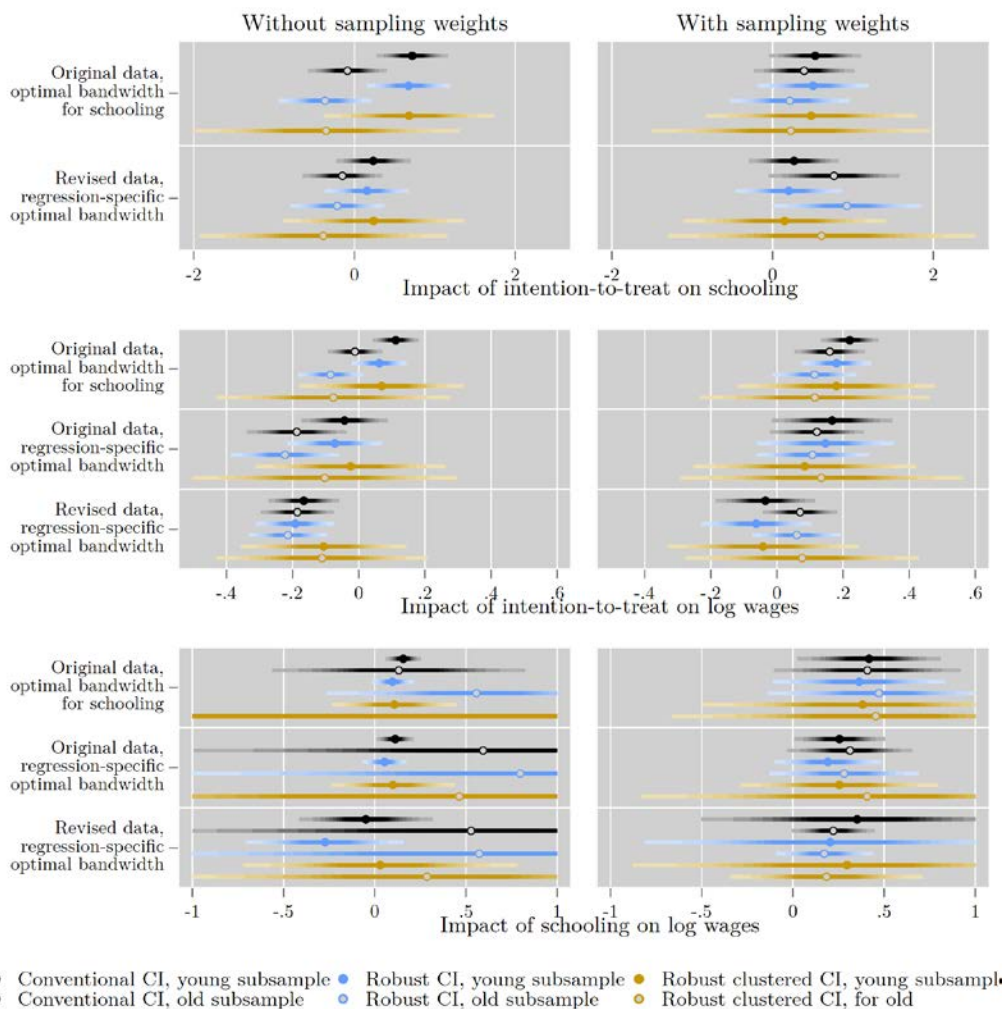 Without sampling weights
With sampling weights
Original data,
optimal bandwidth
for schooling
Revised data,
regression-specific
optimal bandwidth
-2 0 2 -2 0 2
Impact of intention-to-treat on schooling
Original data,
optimal bandwidth
for schooling
Original data,
regression-specific
optimal bandwidth
Revised data,
regression-specific
optimal bandwidth
-.4 -.2 0 .2 .4 .6 -.4 -.2 0 .2 .4 .6
Impact of intention-to-treat on log wages
Original data,
optimal bandwidth
for schooling
Original data,
regression-specific
optimal bandwidth
Revised data,
regression-specific
optimal bandwidth
-1 -.5 0 .5 1 -1 -.5 0 .5 1
Impact of schooling on log wages
Conventional CI, young subsample Robust CI, young subsample Robust clustered CI, young subsample
Conventional CI, old subsample Robust CI, old subsample Robust clustered CI, for old